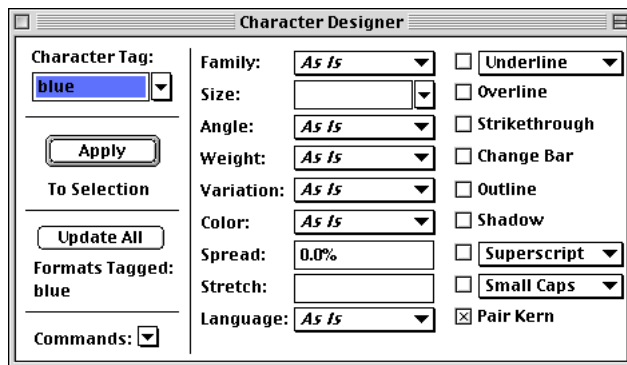 Character Designer
Character Tag:
blue
Apply
To Selection
Update All
Formats Tagged:
blue
Commands:
Family: As Is
Size:
Angle: As Is
Weight: As Is
Variation: As Is
Color: As Is
Spread: 0.0%
Stretch:
Language: As Is
Underline
Overline
Strikethrough
Change Bar
Outline
Shadow
Superscript
Small Caps
Pair Kern